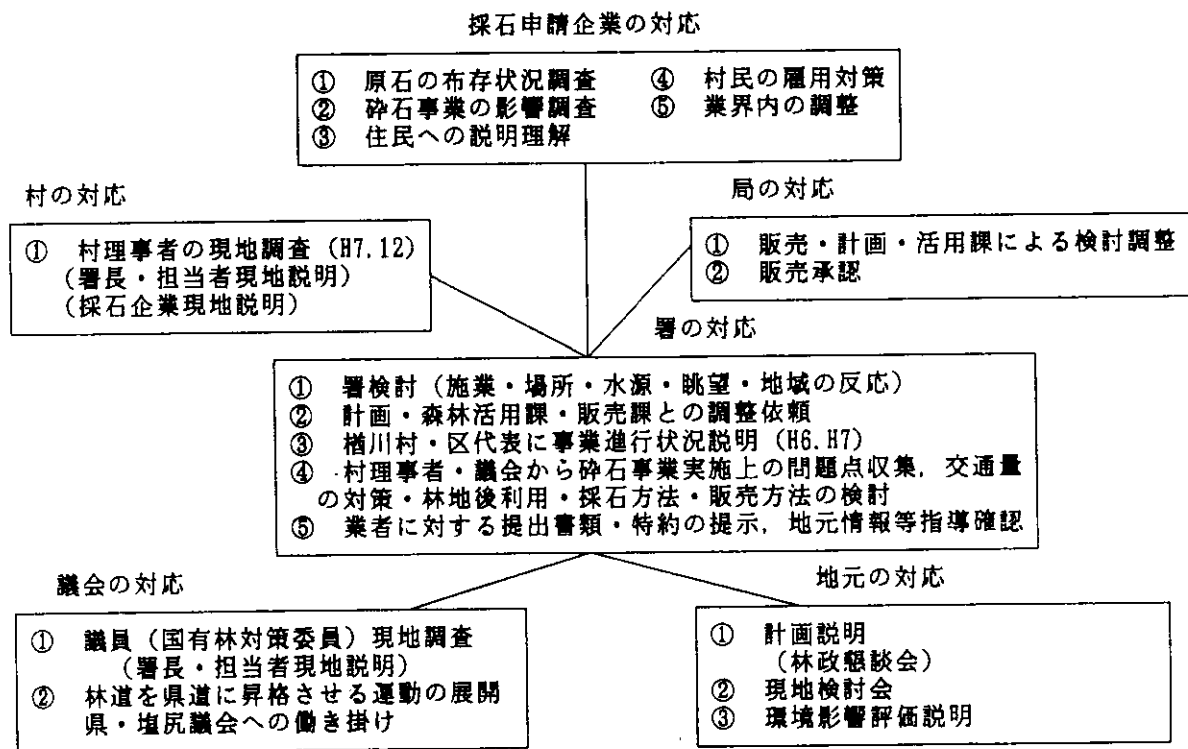 採石申請企業の対応
① 原石の布存状況調査 ④ 村民の雇用対策
② 砕石事業の影響調査 ⑤ 業界内の調整
③ 住民への説明理解
村の対応
① 村理事者の現地調査(H7.12)
(署長・担当者現地説明)
(採石企業現地説明)
局の対応
① 販売・計画・活用課による検討調整
② 販売承認
署の対応
① 署検討(施業・場所・水源・眺望・地域の反応)
② 計画・森林活用課・販売課との調整依頼
③ 楢川村・区代表に事業進行状況説明(H6.H7)
④ 村理事者・議会から砕石事業実施上の問題点収集，交通量
の対策・林地後利用・採石方法・販売方法の検討
⑤ 業者に対する提出書類・特約の提示，地元情報等指導確認
議会の対応
① 議員(国有林対策委員)現地調査
(署長・担当者現地説明)
② 林道を県道に昇格させる運動の展開
県・塩尻議会への働き掛け
地元の対応
① 計画説明
(林政懇談会)
② 現地検討会
③ 環境影響評価説明